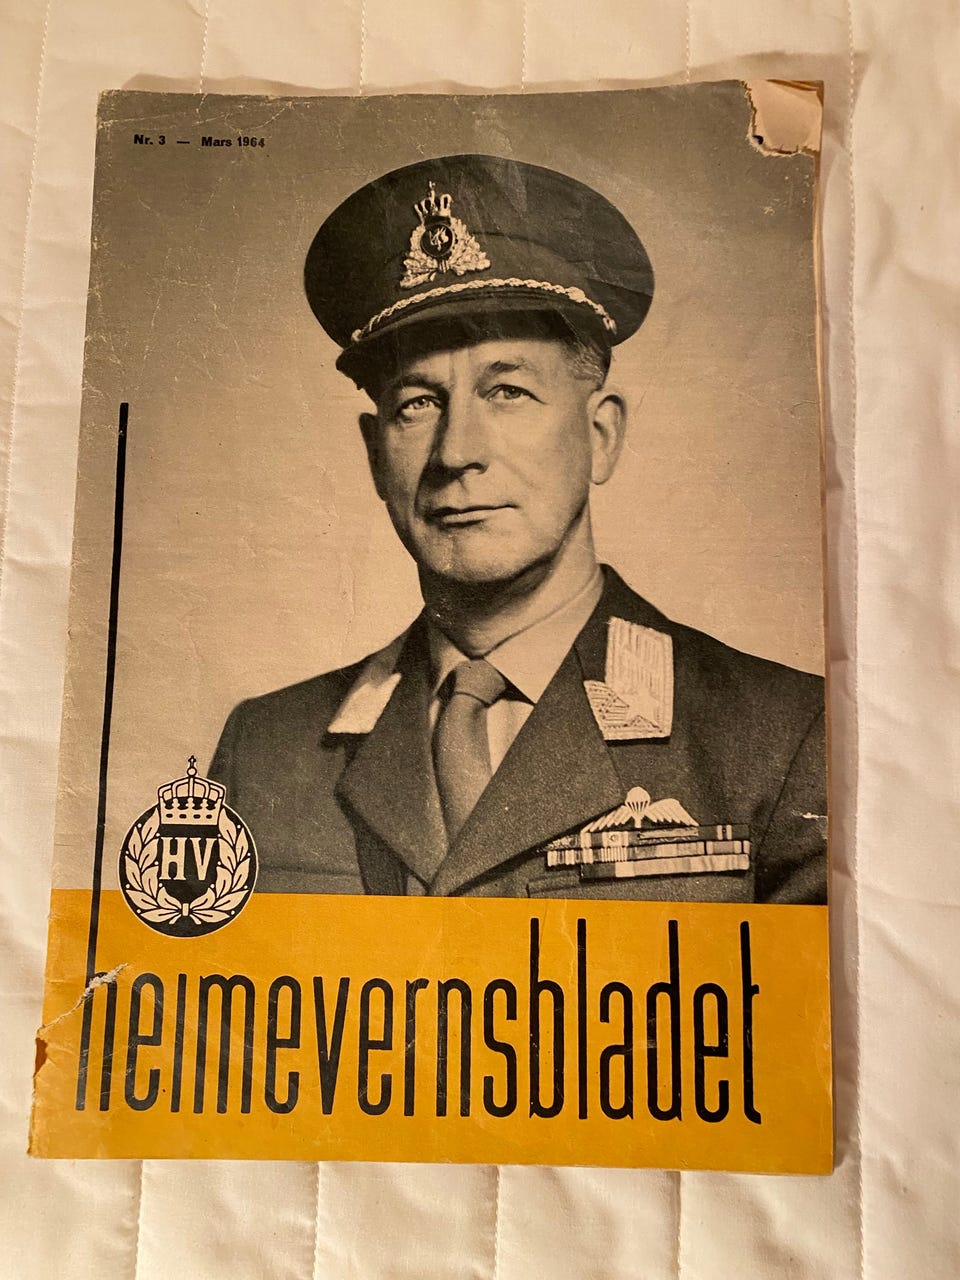 Nr. 3 — Mars 1964
HV
heimevernsbladet